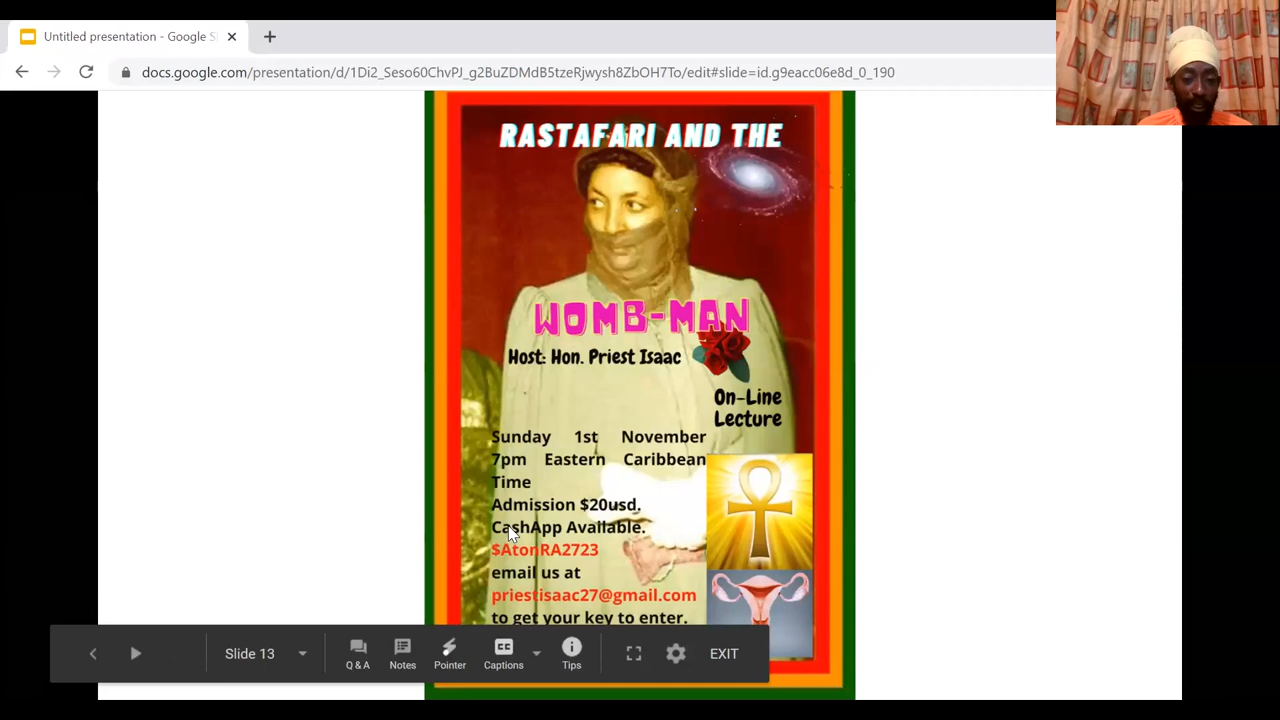 Untitled presentation - Google S
docs.google.com/presentation/d/1Di2_Seso60ChvPJ_g2BuZDMdB5tzeRjwysh8ZbOH7To/edit#slide=id.g9eacc06e8d_0_190
RASTAFARI AND THE
WOMB-MAN
Host: Hon. Priest Isaac
On-Line
Lecture
Sunday 1st November
7pm Eastern Caribbean
Time
Admission $20usd.
CashApp Available.
$AtonRA2723
email us at
priestisaac27@gmail.com
to get your key to enter.
Slide 13
Q & A
Notes
Pointer
CC
Captions
Tips
EXIT